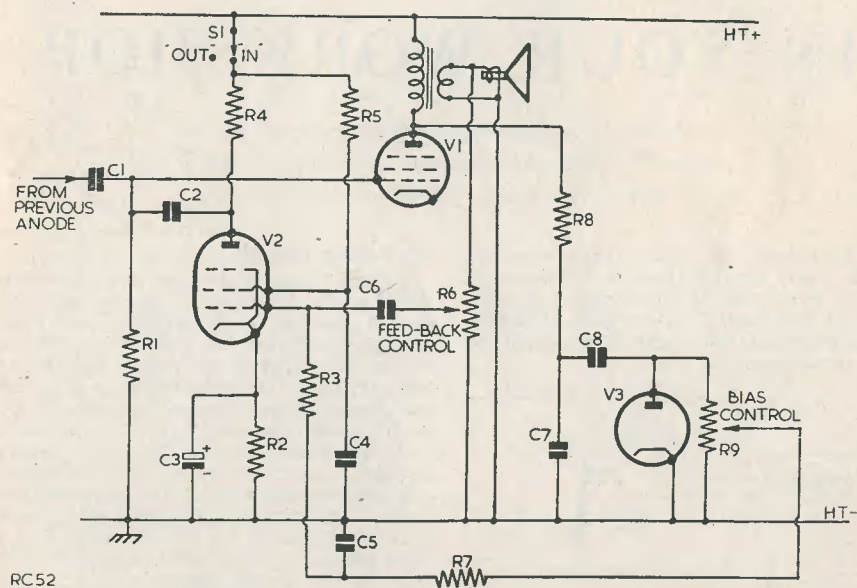 HT+
S1
"OUT" "IN"
R4
R5
V1
C1
FROM
PREVIOUS
ANODE
C2
V2
R8
C6
R6
FEED-BACK
CONTROL
R1
R3
C8
V3
BIAS
CONTROL
R9
C3
+
-
R2
C4
C7
HT-
C5
R7
RC52